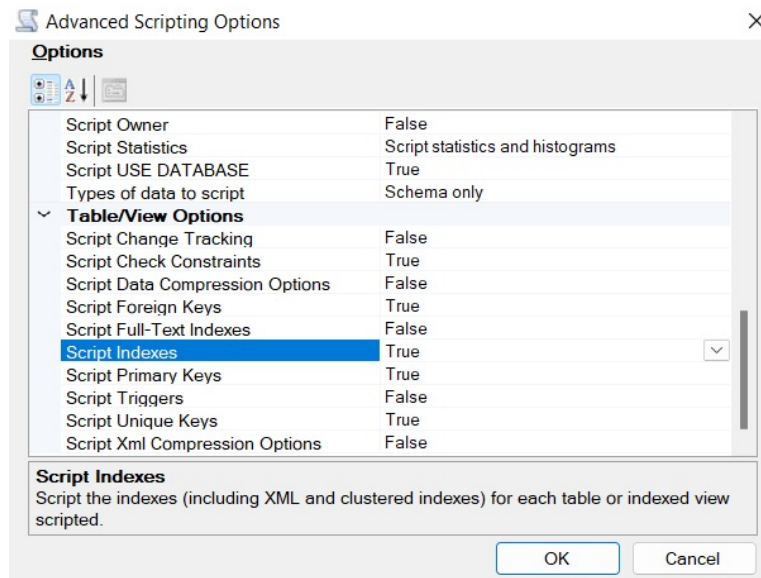 Advanced Scripting Options
Options
Script Owner False
Script Statistics Script statistics and histograms
Script USE DATABASE True
Types of data to script Schema only
Table/View Options
Script Change Tracking False
Script Check Constraints True
Script Data Compression Options False
Script Foreign Keys True
Script Full-Text Indexes False
Script Indexes True
Script Primary Keys True
Script Triggers False
Script Unique Keys True
Script Xml Compression Options False
Script Indexes
Script the indexes (including XML and clustered indexes) for each table or indexed view
scripted.
OK Cancel